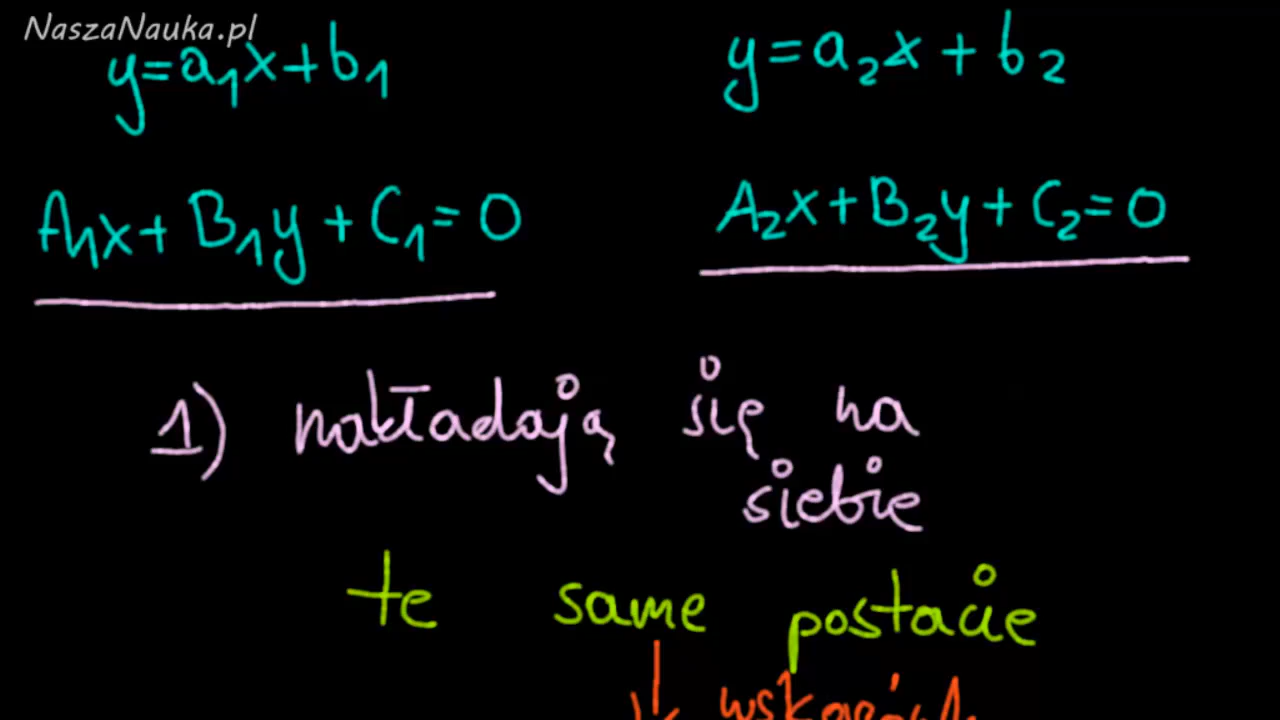 NaszaNauka.pl
y=a₁x+b₁ y=a₂x+b₂
A₁x+B₁y+C₁=0 A₂x+B₂y+C₂=0
1) nakładają się na
siebie
te same postacie